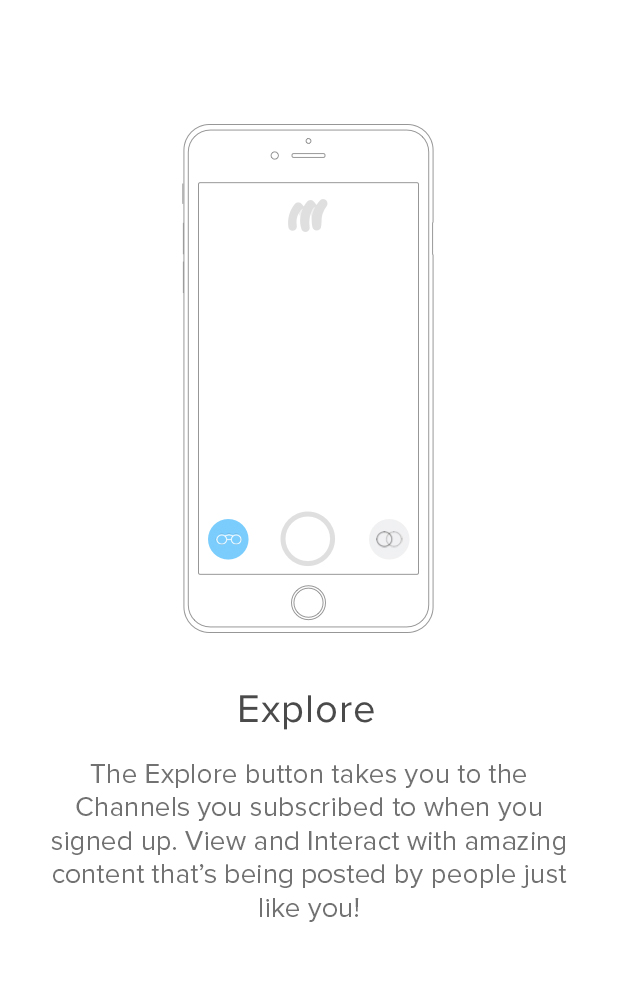 Explore
The Explore button takes you to the
Channels you subscribed to when you
signed up. View and Interact with amazing
content that’s being posted by people just
like you!